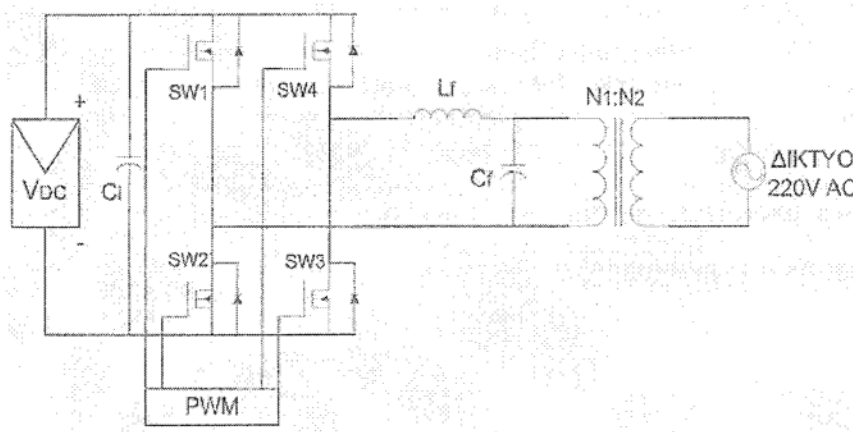 SW1
SW4
Lf
N1:N2
+
VDC
Ci
Cf
ΔΙΚΤΥΟ
220V AC
-
SW2
SW3
PWM